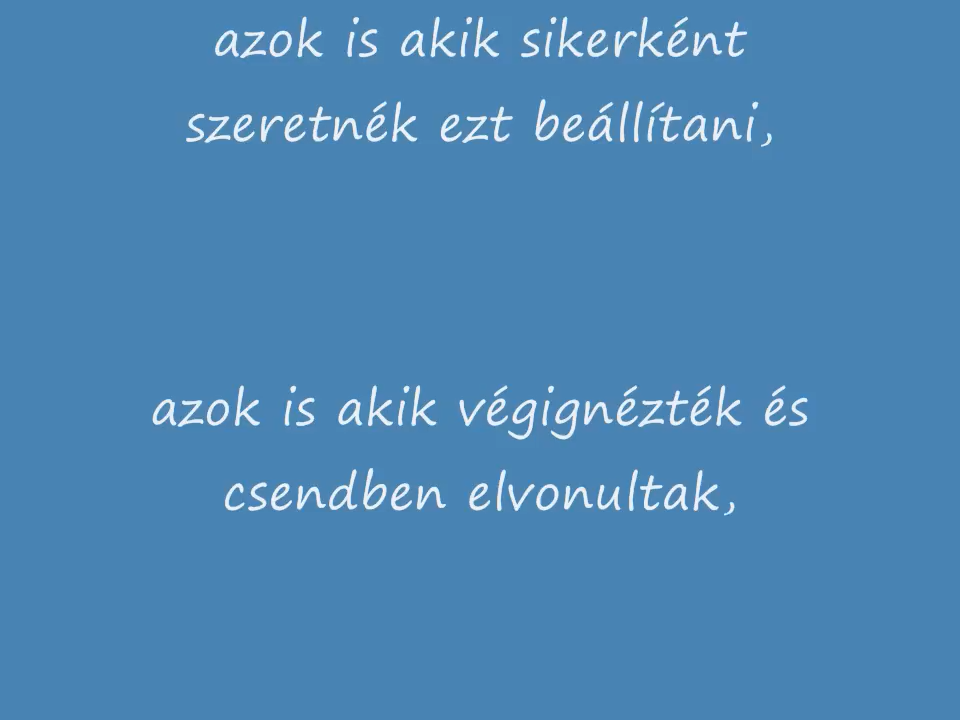 azok is akik sikerként
szeretnék ezt beállítani,
azok is akik végignézték és
csendben elvonultak,